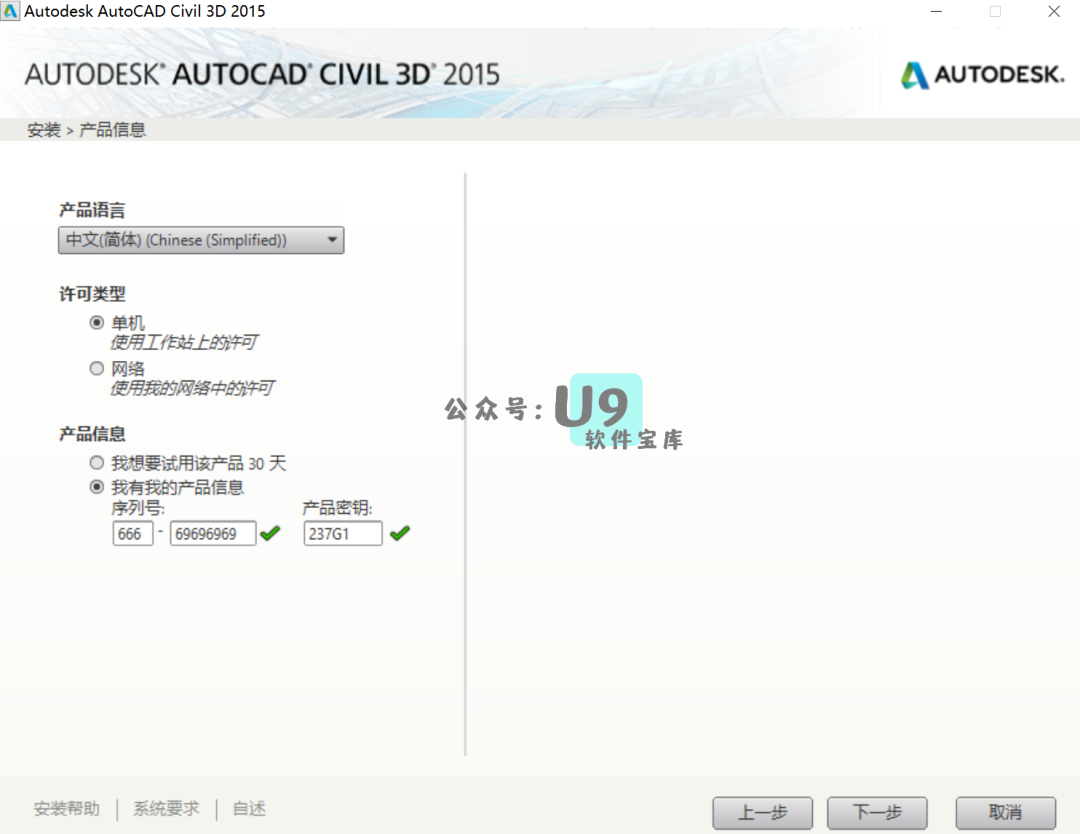 Autodesk AutoCAD Civil 3D 2015
AUTODESK® AUTOCAD® CIVIL 3D® 2015
AUTODESK.
安装 > 产品信息
产品语言
中文(简体) (Chinese (Simplified))
许可类型
单机
使用工作站上的许可
网络
使用我的网络中的许可
公众号: U9
软件宝库
产品信息
我想要试用该产品 30 天
我有我的产品信息
序列号: 产品密钥:
666 - 69696969 237G1
安装帮助 | 系统要求 | 自述 上一步 下一步 取消